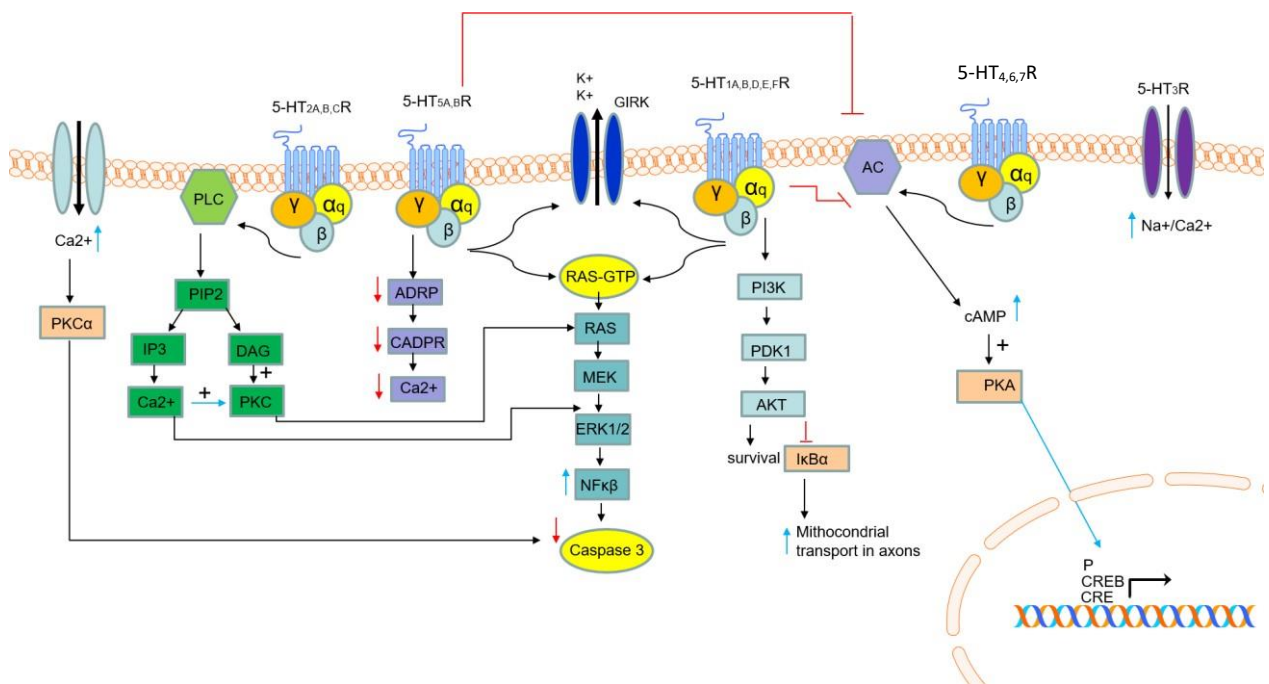 5-HT4,6,7R
K+
K+
5-HT1A,B,D,E,FR
5-HT3R
5-HT2A,B,CR
5-HT5A,BR
GIRK
PLC
γ
αq
β
γ
αq
β
γ
αq
β
AC
γ
αq
β
Ca2+
Na+/Ca2+
RAS-GTP
PIP2
ADRP
PI3K
PKCα
cAMP
RAS
IP3
DAG
CADPR
PDK1
+
+
MEK
PKA
Ca2+
+
PKC
Ca2+
AKT
ERK1/2
survival
IκBα
NFκβ
Mithocondrial
transport in axons
Caspase 3
P
CREB
CRE